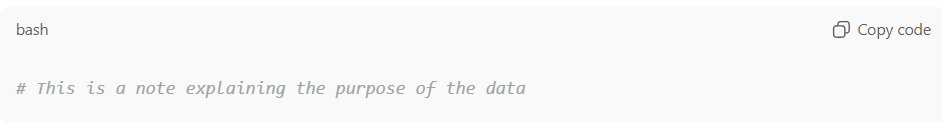 bash
Copy code
# This is a note explaining the purpose of the data